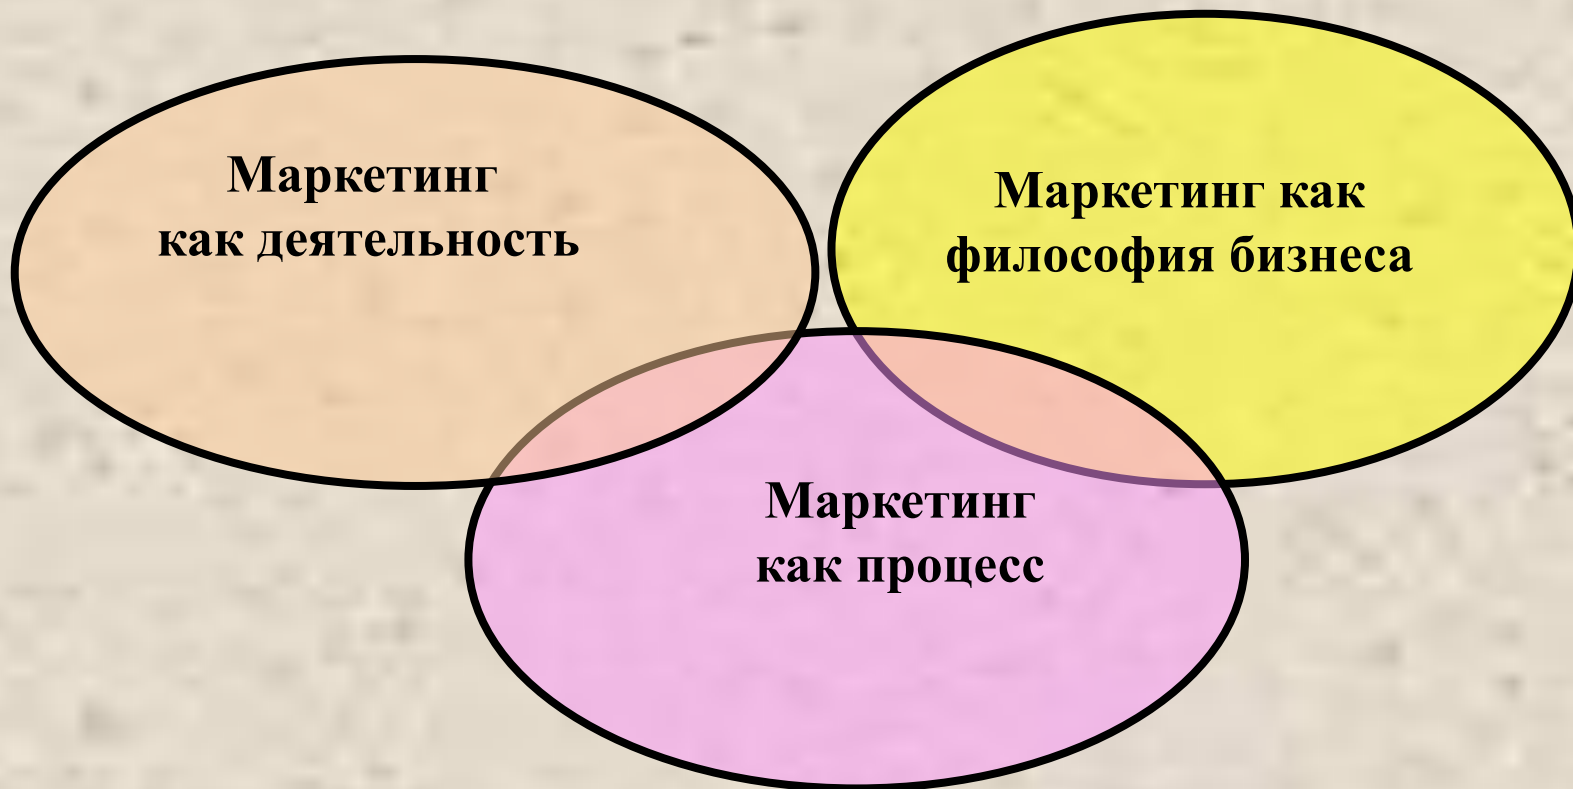 Маркетинг
как деятельность
Маркетинг как
философия бизнеса
Маркетинг
как процесс